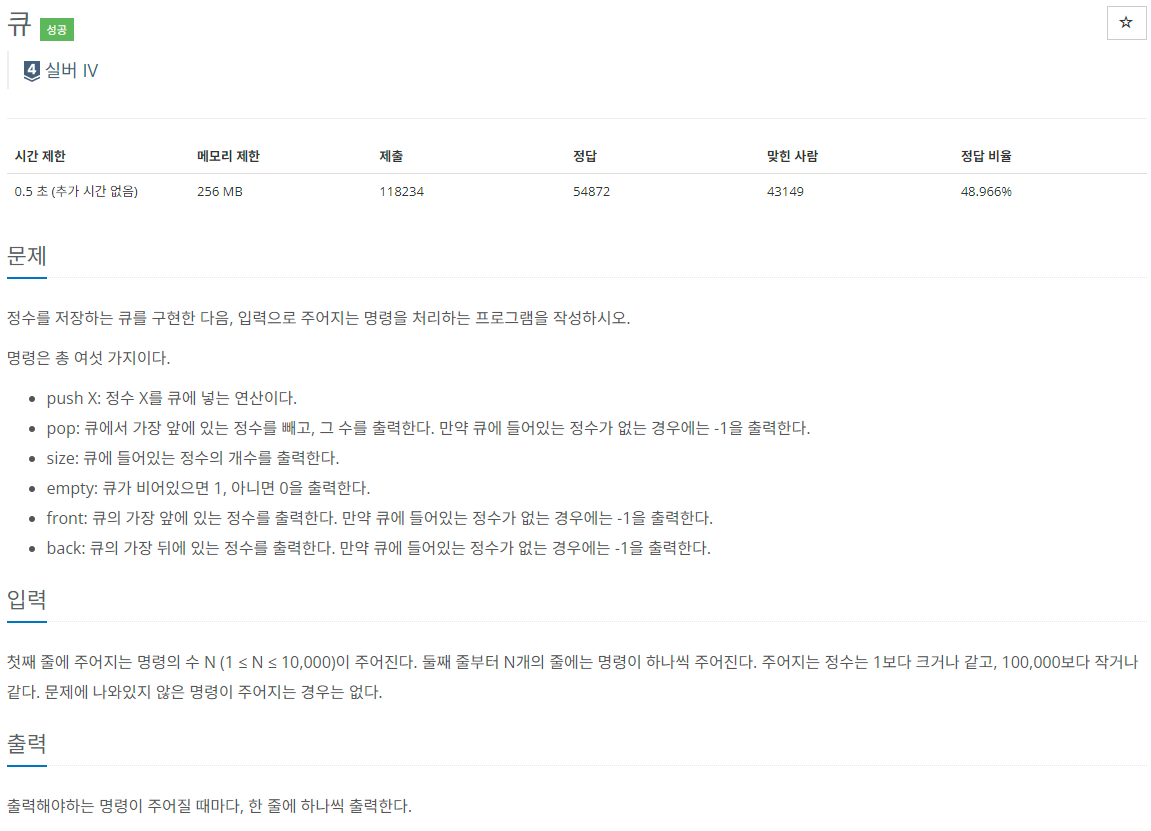 큐 성공
4 실버 IV
시간 제한 메모리 제한 제출 정답 맞힌 사람 정답 비율
0.5 초 (추가 시간 없음) 256 MB 118234 54872 43149 48.966%
문제
정수를 저장하는 큐를 구현한 다음, 입력으로 주어지는 명령을 처리하는 프로그램을 작성하시오.
명령은 총 여섯 가지이다.
• push X: 정수 X를 큐에 넣는 연산이다.
• pop: 큐에서 가장 앞에 있는 정수를 빼고, 그 수를 출력한다. 만약 큐에 들어있는 정수가 없는 경우에는 -1을 출력한다.
• size: 큐에 들어있는 정수의 개수를 출력한다.
• empty: 큐가 비어있으면 1, 아니면 0을 출력한다.
• front: 큐의 가장 앞에 있는 정수를 출력한다. 만약 큐에 들어있는 정수가 없는 경우에는 -1을 출력한다.
• back: 큐의 가장 뒤에 있는 정수를 출력한다. 만약 큐에 들어있는 정수가 없는 경우에는 -1을 출력한다.
입력
첫째 줄에 주어지는 명령의 수 N (1 ≤ N ≤ 10,000)이 주어진다. 둘째 줄부터 N개의 줄에는 명령이 하나씩 주어진다. 주어지는 정수는 1보다 크거나 같고, 100,000보다 작거나
같다. 문제에 나와있지 않은 명령이 주어지는 경우는 없다.
출력
출력해야하는 명령이 주어질 때마다, 한 줄에 하나씩 출력한다.